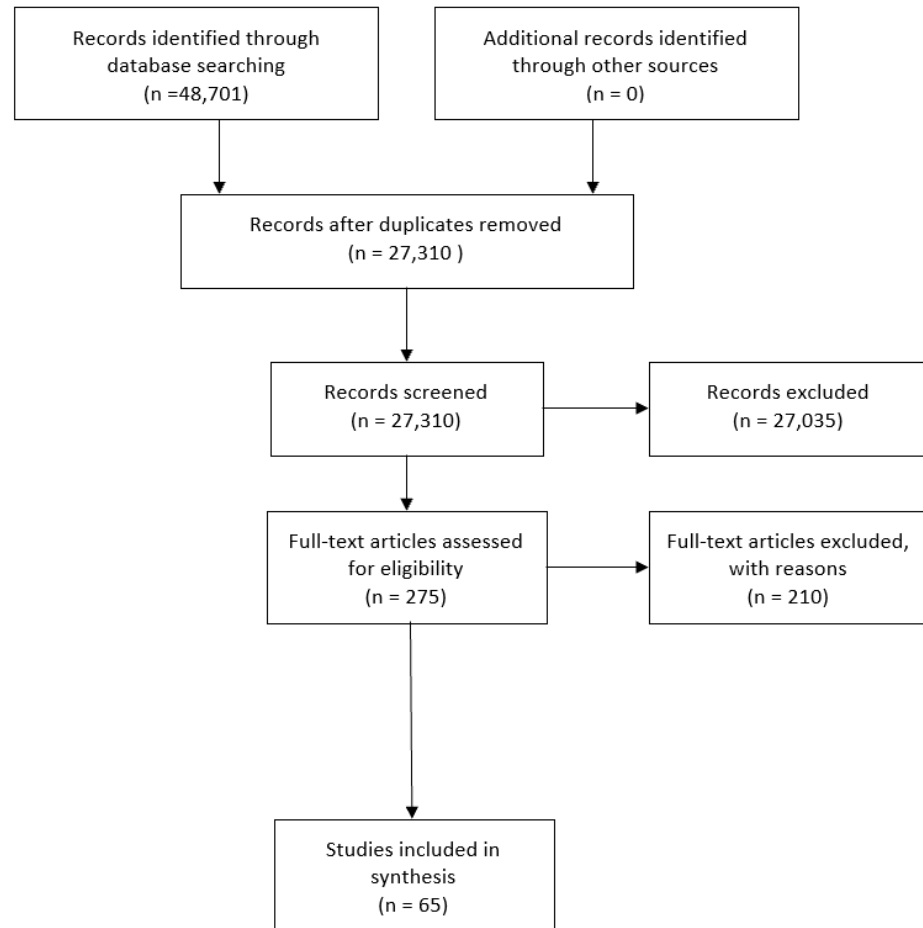 Records identified through
database searching
(n =48,701)
Additional records identified
through other sources
(n = 0)
Records after duplicates removed
(n = 27,310 )
Records screened
(n = 27,310)
Records excluded
(n = 27,035)
Full-text articles assessed
for eligibility
(n = 275)
Full-text articles excluded,
with reasons
(n = 210)
Studies included in
synthesis
(n = 65)